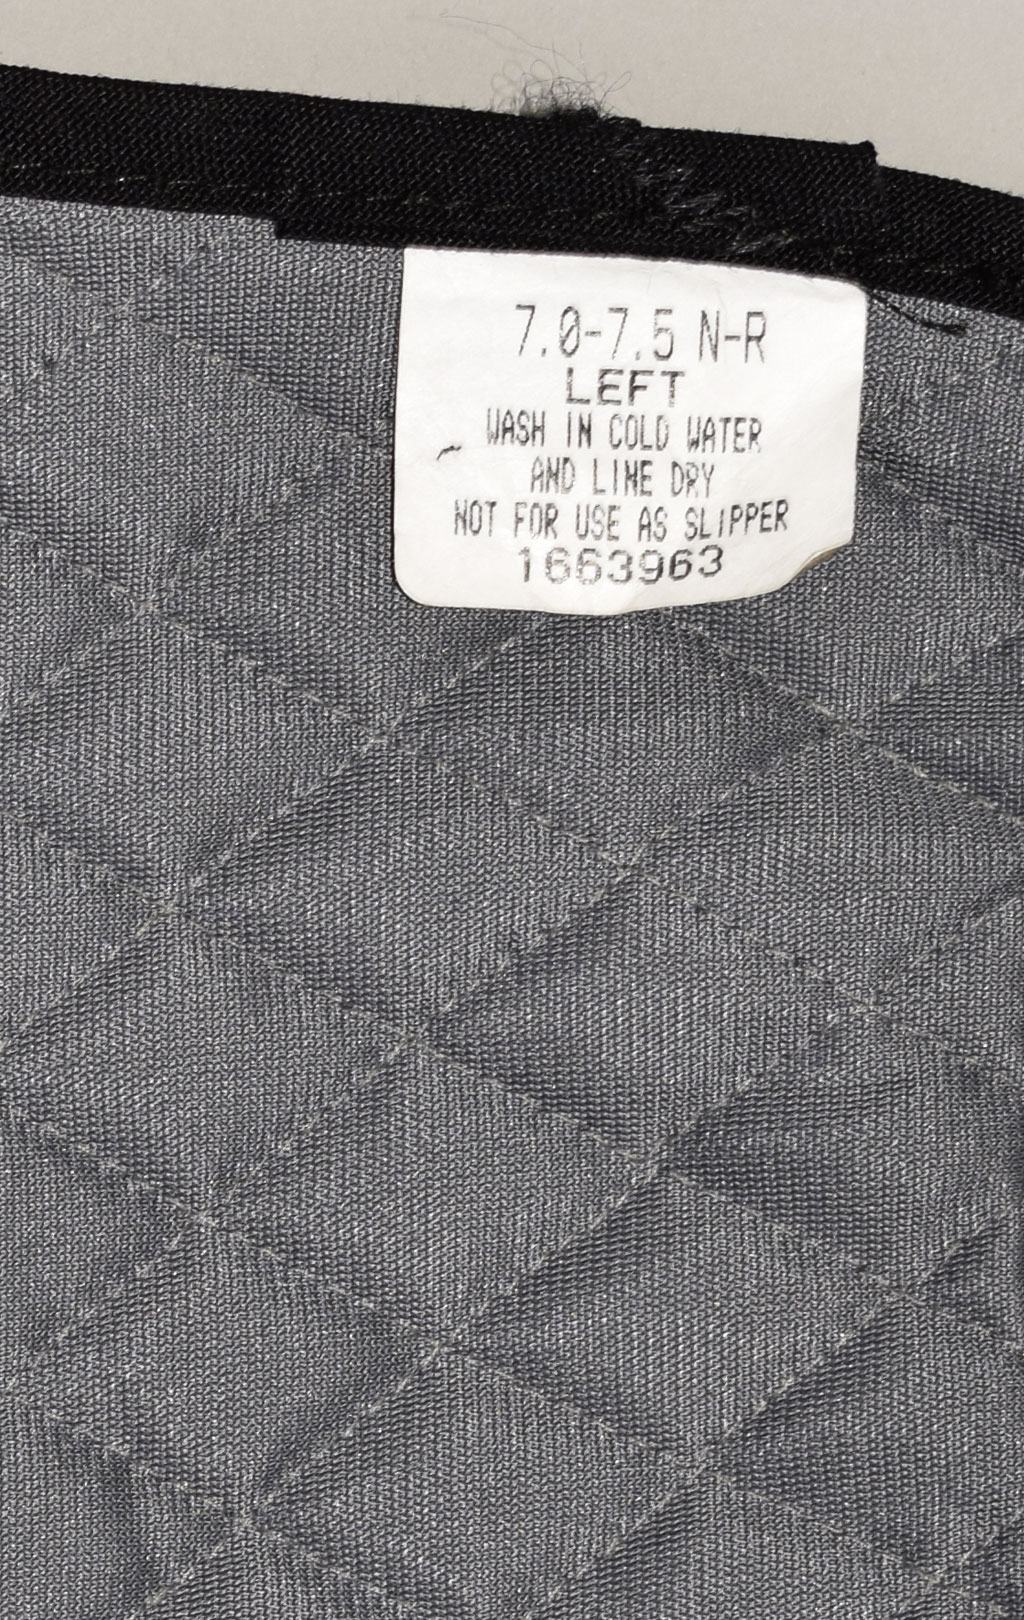 7.0-7.5 N-R
LEFT
WASH IN COLD WATER
AND LINE DRY
NOT FOR USE AS SLIPPER
1663963